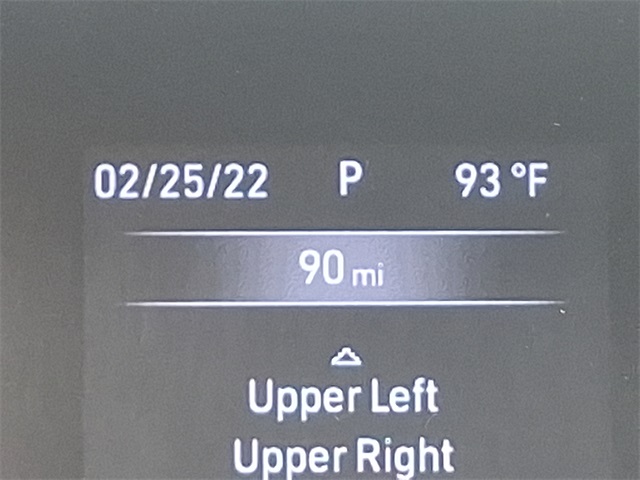 02/25/22 P 93 °F
90 mi
Upper Left
Upper Right